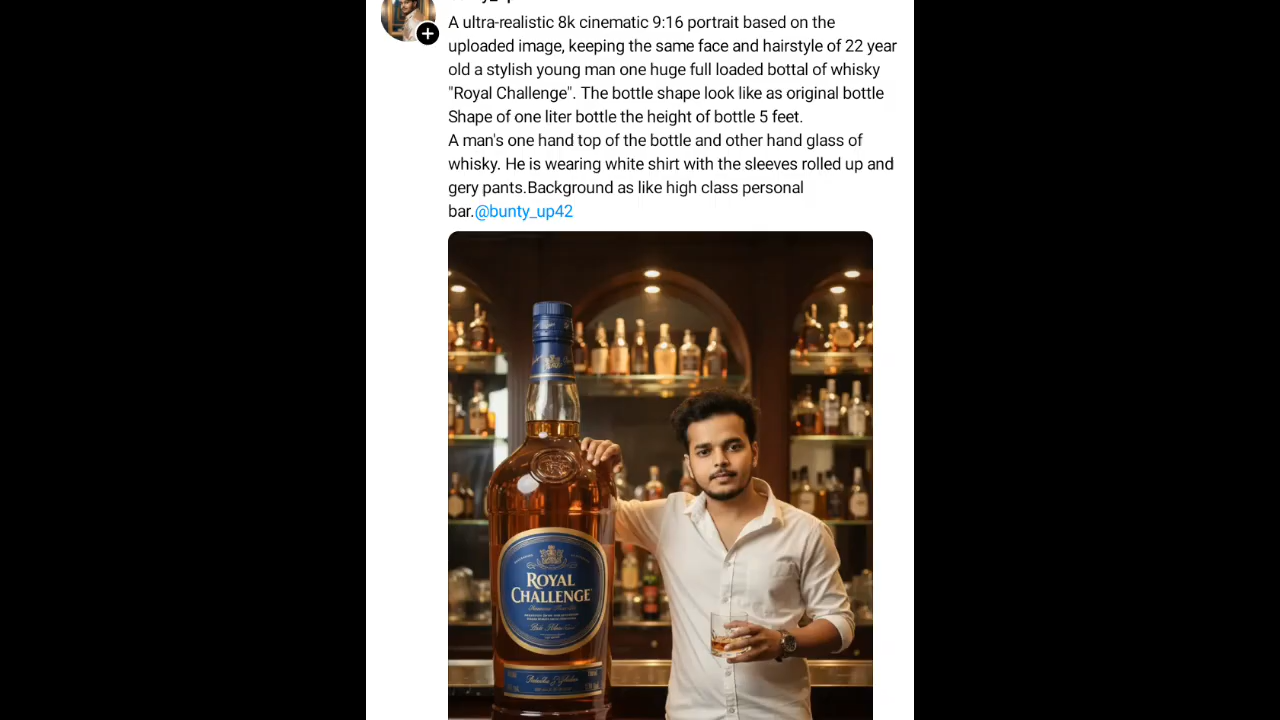 A ultra-realistic 8k cinematic 9:16 portrait based on the
uploaded image, keeping the same face and hairstyle of 22 year
old a stylish young man one huge full loaded bottal of whisky
"Royal Challenge". The bottle shape look like as original bottle
Shape of one liter bottle the height of bottle 5 feet.
A man's one hand top of the bottle and other hand glass of
whisky. He is wearing white shirt with the sleeves rolled up and
gery pants.Background as like high class personal
bar.@bunty_up42
ROYAL
CHALLENGE